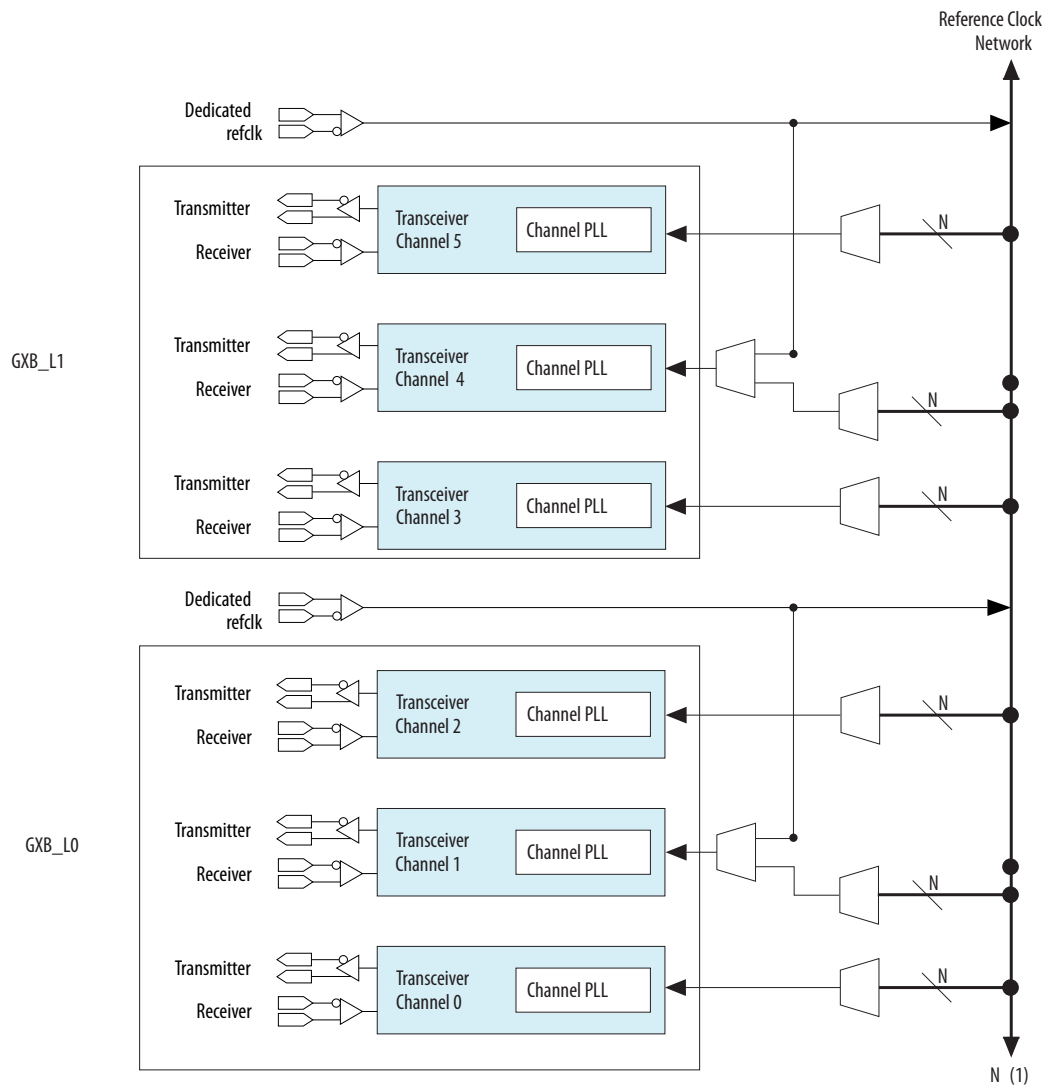 Reference Clock
Network
Dedicated
refclk
Transmitter
Receiver
Transceiver
Channel 5
Channel PLL
N
GXB_L1
Transmitter
Receiver
Transceiver
Channel 4
Channel PLL
N
Transmitter
Receiver
Transceiver
Channel 3
Channel PLL
N
Dedicated
refclk
Transmitter
Receiver
Transceiver
Channel 2
Channel PLL
N
GXB_L0
Transmitter
Receiver
Transceiver
Channel 1
Channel PLL
N
Transmitter
Receiver
Transceiver
Channel 0
Channel PLL
N
N (1)